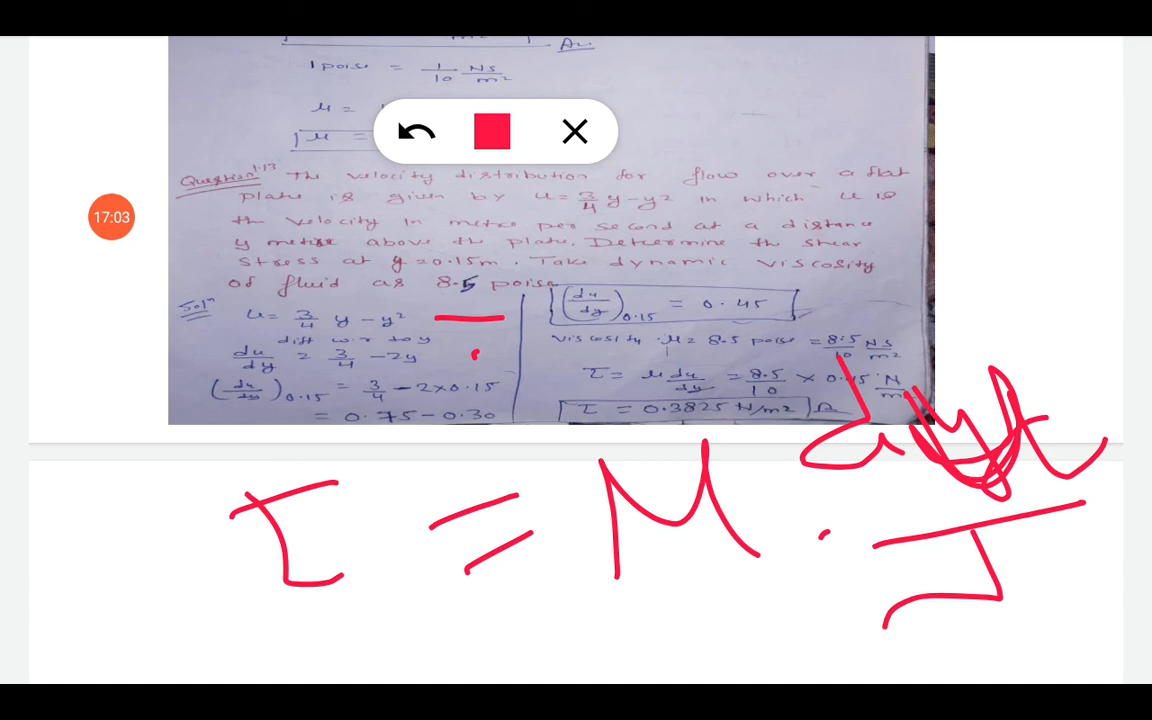 Ans
1 poise = 1/10 NS/m2
μ =
μ =
17:03
Question 1.13 The velocity distribution for flow over a flat
plate is given by u = 3/4 y - y2 in which u is
the velocity in metre per second at a distance
y metre above the plate. Determine the shear
stress at y = 0.15m. Take dynamic viscosity
of fluid as 8.5 poise
Soln
u = 3/4 y - y2
diff w.r to y
du/dy = 3/4 - 2y
(du/dy)0.15 = 3/4 - 2×0.15
= 0.75 - 0.30
(du/dy)0.15 = 0.45
Viscosity μ = 8.5 poise = 8.5/10 NS/m2
τ = μ du/dy = 8.5/10 × 0.45 N/m2
τ = 0.3825 N/m2
τ = μ .